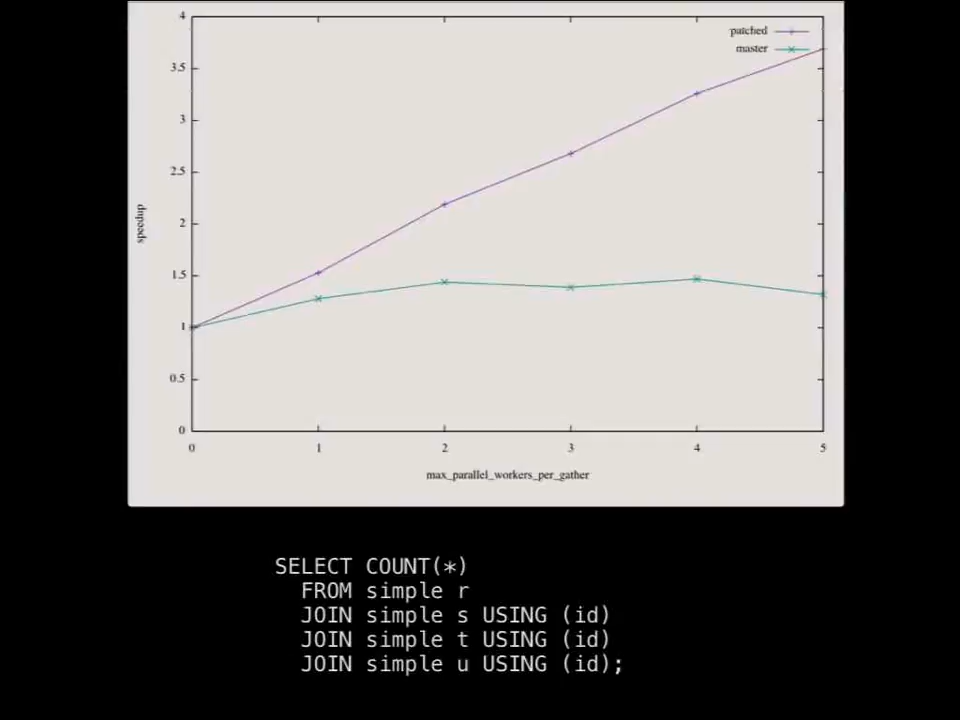 4
patched
master
3.5
3
2.5
2
speedup
1.5
1
0.5
0
0 1 2 3 4 5
max_parallel_workers_per_gather
SELECT COUNT(*)
FROM simple r
JOIN simple s USING (id)
JOIN simple t USING (id)
JOIN simple u USING (id);